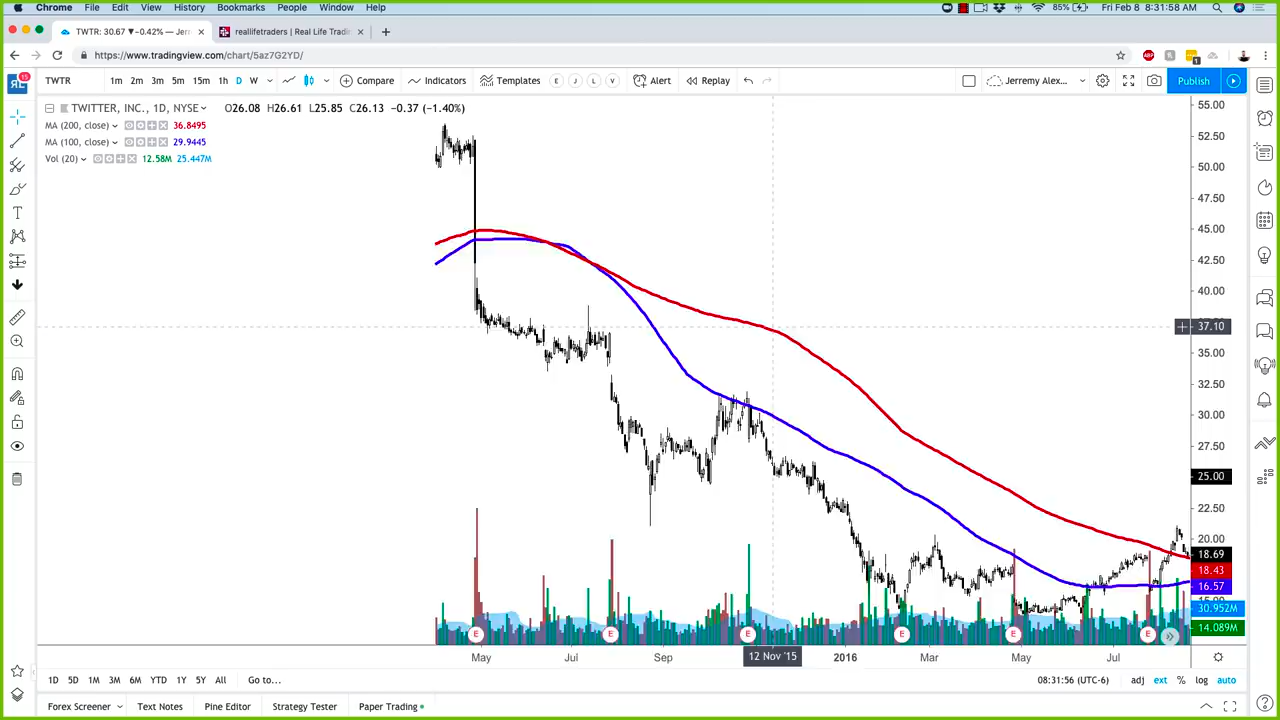 Chrome File Edit View History Bookmarks People Window Help 85% Fri Feb 8 8:31:58 AM
TWTR: 30.67 ▼−0.42% — Jer × reallifetraders | Real Life Tradi × +
https://www.tradingview.com/chart/5az7G2YD/
15 TWTR 1m 2m 3m 5m 15m 1h D W Compare Indicators Templates E J L V Alert Replay Jerremy Alex... Publish
TWITTER, INC., 1D, NYSE O26.08 H26.61 L25.85 C26.13 −0.37 (−1.40%)
MA (200, close) 36.8495
MA (100, close) 29.9445
Vol (20) 12.58M 25.447M
55.00
52.50
50.00
47.50
45.00
42.50
40.00
37.10
35.00
32.50
30.00
27.50
25.00
22.50
20.00
18.69
18.43
16.57
30.952M
14.089M
E E E E E E
May Jul Sep 12 Nov '15 2016 Mar May Jul
1D 5D 1M 3M 6M YTD 1Y 5Y All Go to... 08:31:56 (UTC-6) adj ext % log auto
Forex Screener Text Notes Pine Editor Strategy Tester Paper Trading